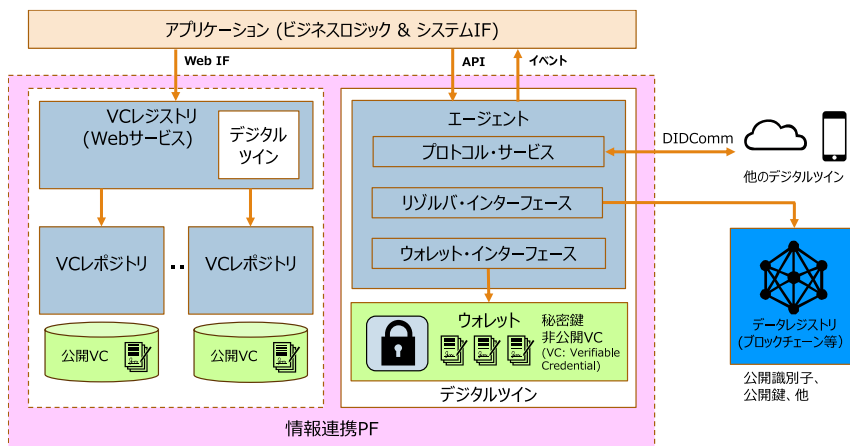 アプリケーション (ビジネスロジック & システムIF)
Web IF
API
イベント
VCレジストリ
(Webサービス)
デジタル
ツイン
エージェント
プロトコル・サービス
DIDComm
他のデジタルツイン
リゾルバ・インターフェース
ウォレット・インターフェース
VCレポジトリ
・・
VCレポジトリ
データレジストリ
(ブロックチェーン等)
公開VC
公開VC
ウォレット
秘密鍵
非公開VC
(VC: Verifiable
Credential)
公開識別子、
公開鍵、他
デジタルツイン
情報連携PF